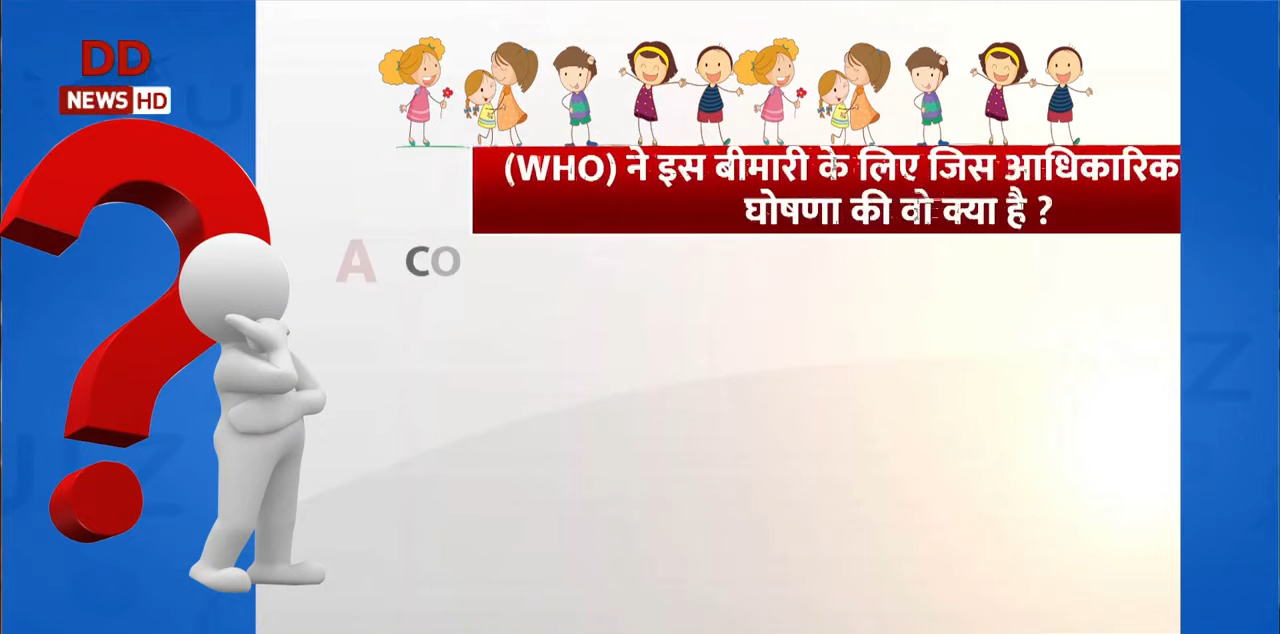 DD
NEWS HD
(WHO) ने इस बीमारी के लिए जिस आधिकारिक
घोषणा की वो क्या है ?
A CO